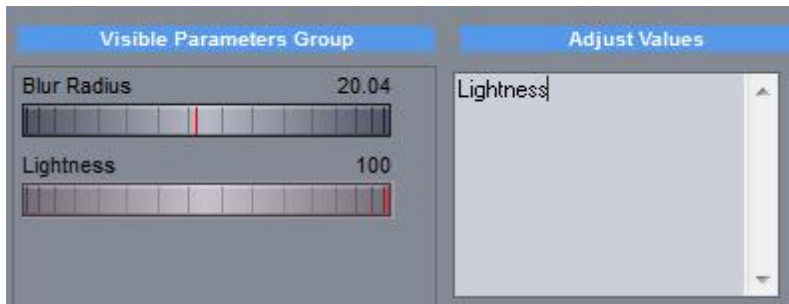 Visible Parameters Group
Adjust Values
Blur Radius 20.04
Lightness
Lightness 100